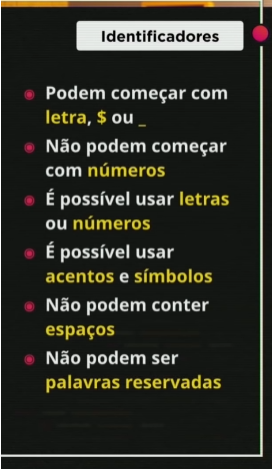 Identificadores
Podem começar com
letra, $ ou _
Não podem começar
com números
É possível usar letras
ou números
É possível usar
acentos e símbolos
Não podem conter
espaços
Não podem ser
palavras reservadas